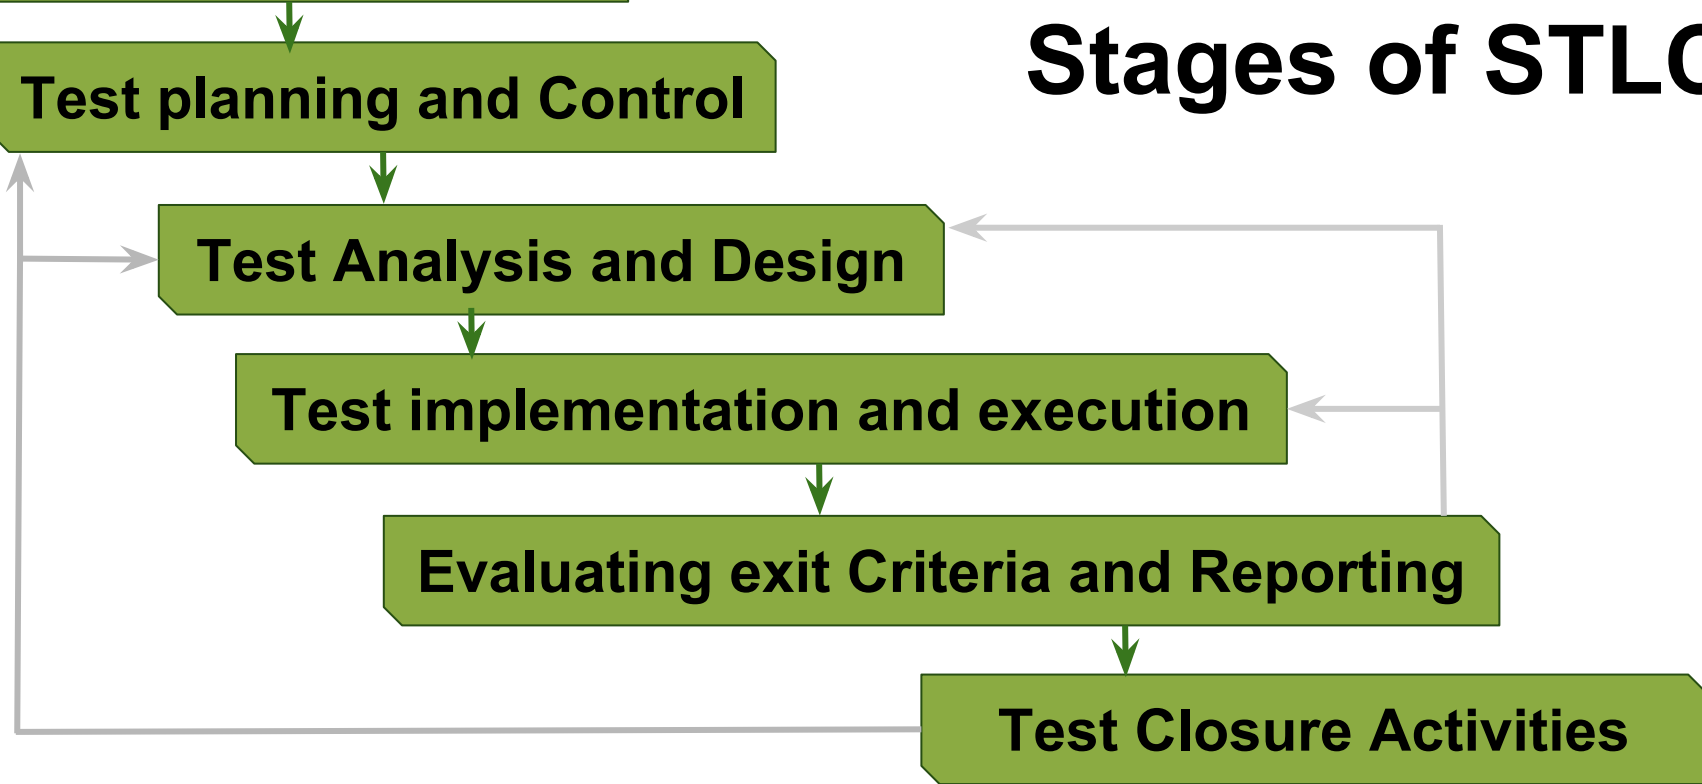 Stages of STLC
Test planning and Control
Test Analysis and Design
Test implementation and execution
Evaluating exit Criteria and Reporting
Test Closure Activities